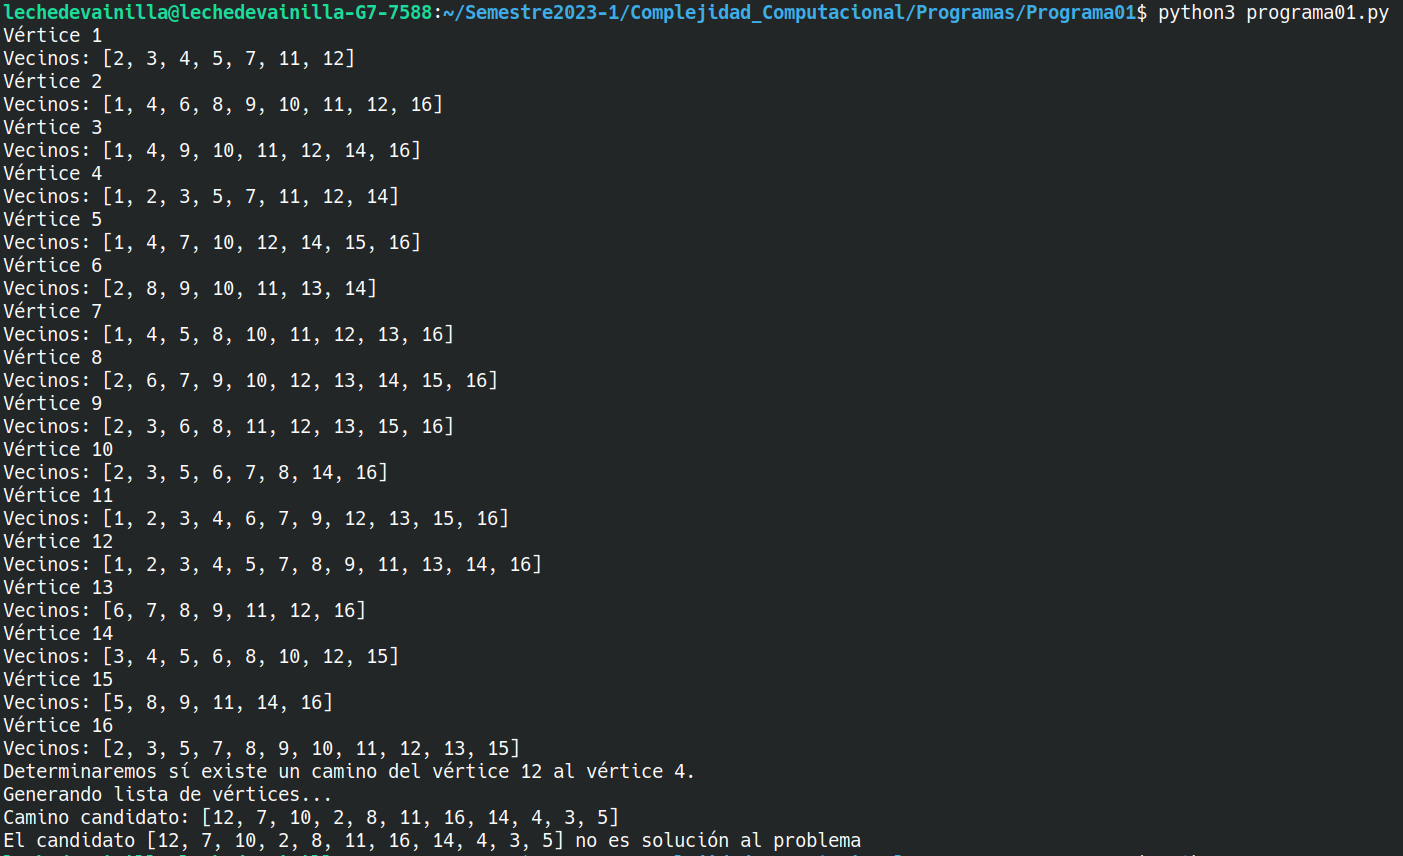 lechedevainilla@lechedevainilla-G7-7588:~/Semestre2023-1/Complejidad_Computacional/Programas/Programa01$ python3 programa01.py
Vértice 1
Vecinos: [2, 3, 4, 5, 7, 11, 12]
Vértice 2
Vecinos: [1, 4, 6, 8, 9, 10, 11, 12, 16]
Vértice 3
Vecinos: [1, 4, 9, 10, 11, 12, 14, 16]
Vértice 4
Vecinos: [1, 2, 3, 5, 7, 11, 12, 14]
Vértice 5
Vecinos: [1, 4, 7, 10, 12, 14, 15, 16]
Vértice 6
Vecinos: [2, 8, 9, 10, 11, 13, 14]
Vértice 7
Vecinos: [1, 4, 5, 8, 10, 11, 12, 13, 16]
Vértice 8
Vecinos: [2, 6, 7, 9, 10, 12, 13, 14, 15, 16]
Vértice 9
Vecinos: [2, 3, 6, 8, 11, 12, 13, 15, 16]
Vértice 10
Vecinos: [2, 3, 5, 6, 7, 8, 14, 16]
Vértice 11
Vecinos: [1, 2, 3, 4, 6, 7, 9, 12, 13, 15, 16]
Vértice 12
Vecinos: [1, 2, 3, 4, 5, 7, 8, 9, 11, 13, 14, 16]
Vértice 13
Vecinos: [6, 7, 8, 9, 11, 12, 16]
Vértice 14
Vecinos: [3, 4, 5, 6, 8, 10, 12, 15]
Vértice 15
Vecinos: [5, 8, 9, 11, 14, 16]
Vértice 16
Vecinos: [2, 3, 5, 7, 8, 9, 10, 11, 12, 13, 15]
Determinaremos sí existe un camino del vértice 12 al vértice 4.
Generando lista de vértices...
Camino candidato: [12, 7, 10, 2, 8, 11, 16, 14, 4, 3, 5]
El candidato [12, 7, 10, 2, 8, 11, 16, 14, 4, 3, 5] no es solución al problema